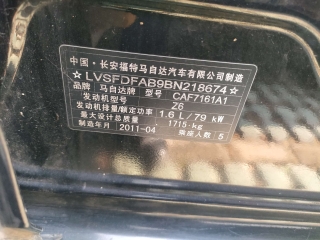 中国·长安福特马自达汽车有限公司制造
☆LVSFDFAB9BN218674☆
品牌 马自达牌 型号 CAF7161A1
发动机型号 Z6
发动机排量/额定功率 1.6 L/79 kW
最大设计总质量 1715 kg
制造年月 2011-04 乘座人数 5